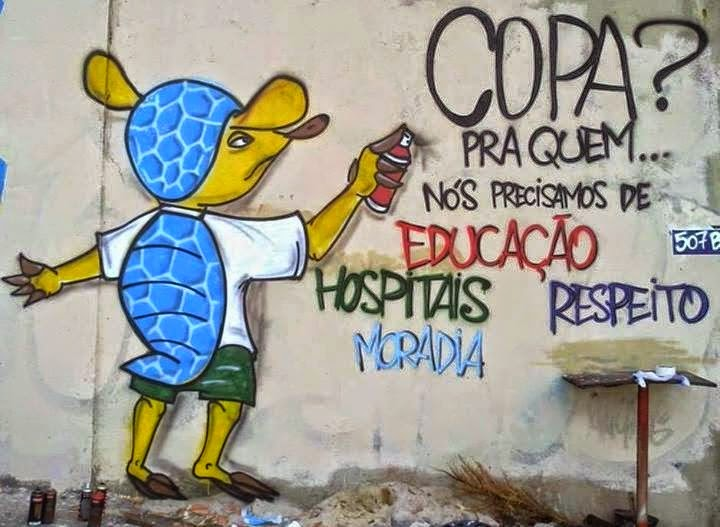 COPA?
PRA QUEM...
NÓS PRECISAMOS DE
EDUCAÇÃO
HOSPITAIS
RESPEITO
MORADIA
507B